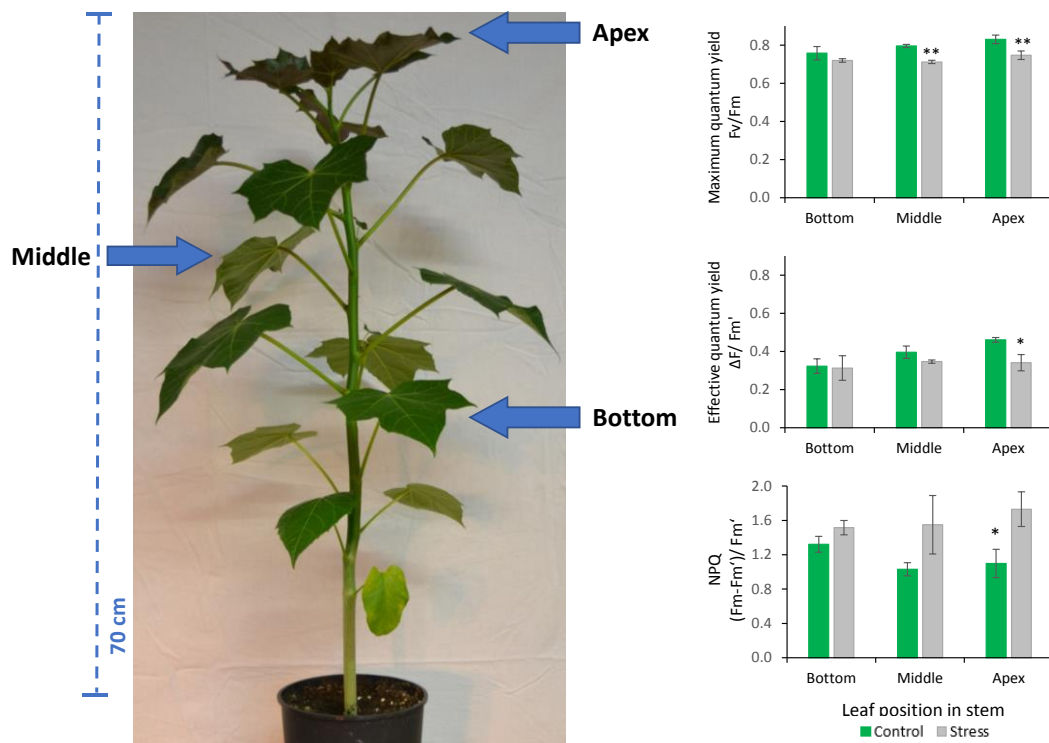 Apex
Middle
Bottom
70 cm
Maximum quantum yield
Fv/Fm
0.8
0.6
0.4
0.2
0.0
**
**
Bottom Middle Apex
Effective quantum yield
ΔF/ Fm'
0.8
0.6
0.4
0.2
0.0
*
Bottom Middle Apex
NPQ
(Fm-Fm‘)/ Fm‘
2.0
1.6
1.2
0.8
0.4
0.0
*
Bottom Middle Apex
Leaf position in stem
Control Stress